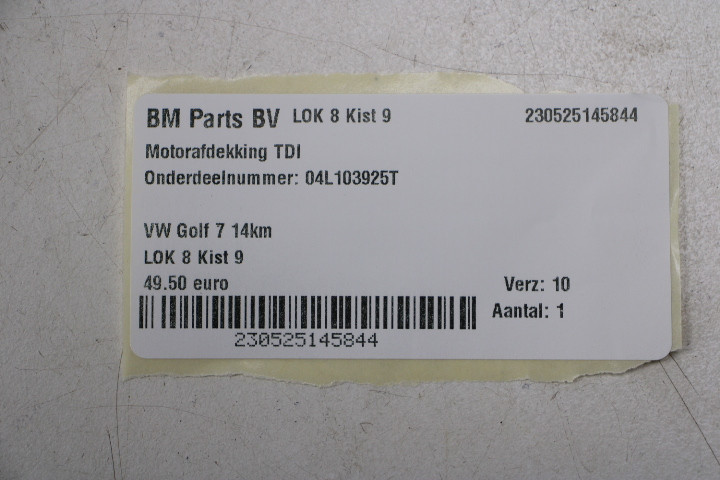 BM Parts BV LOK 8 Kist 9 230525145844
Motorafdekking TDI
Onderdeelnummer: 04L103925T
VW Golf 7 14km
LOK 8 Kist 9
49.50 euro Verz: 10
Aantal: 1
230525145844